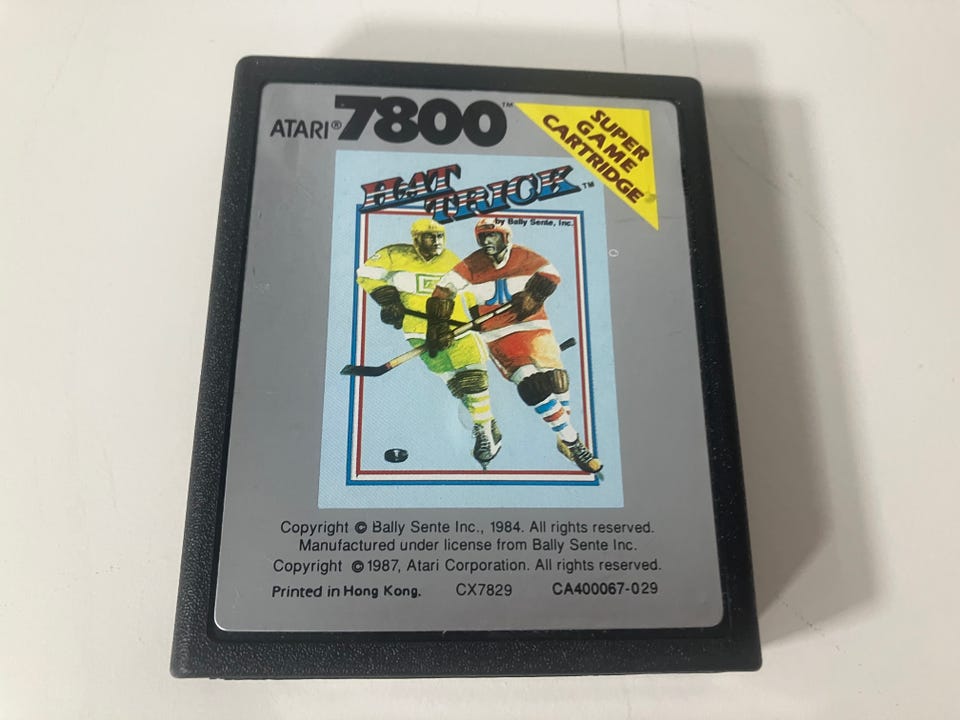 ATARI® 7800™
SUPER
GAME
CARTRIDGE
HAT
TRICK™
by Bally Sente, Inc.
Copyright © Bally Sente Inc., 1984. All rights reserved.
Manufactured under license from Bally Sente Inc.
Copyright © 1987, Atari Corporation. All rights reserved.
Printed in Hong Kong. CX7829 CA400067-029